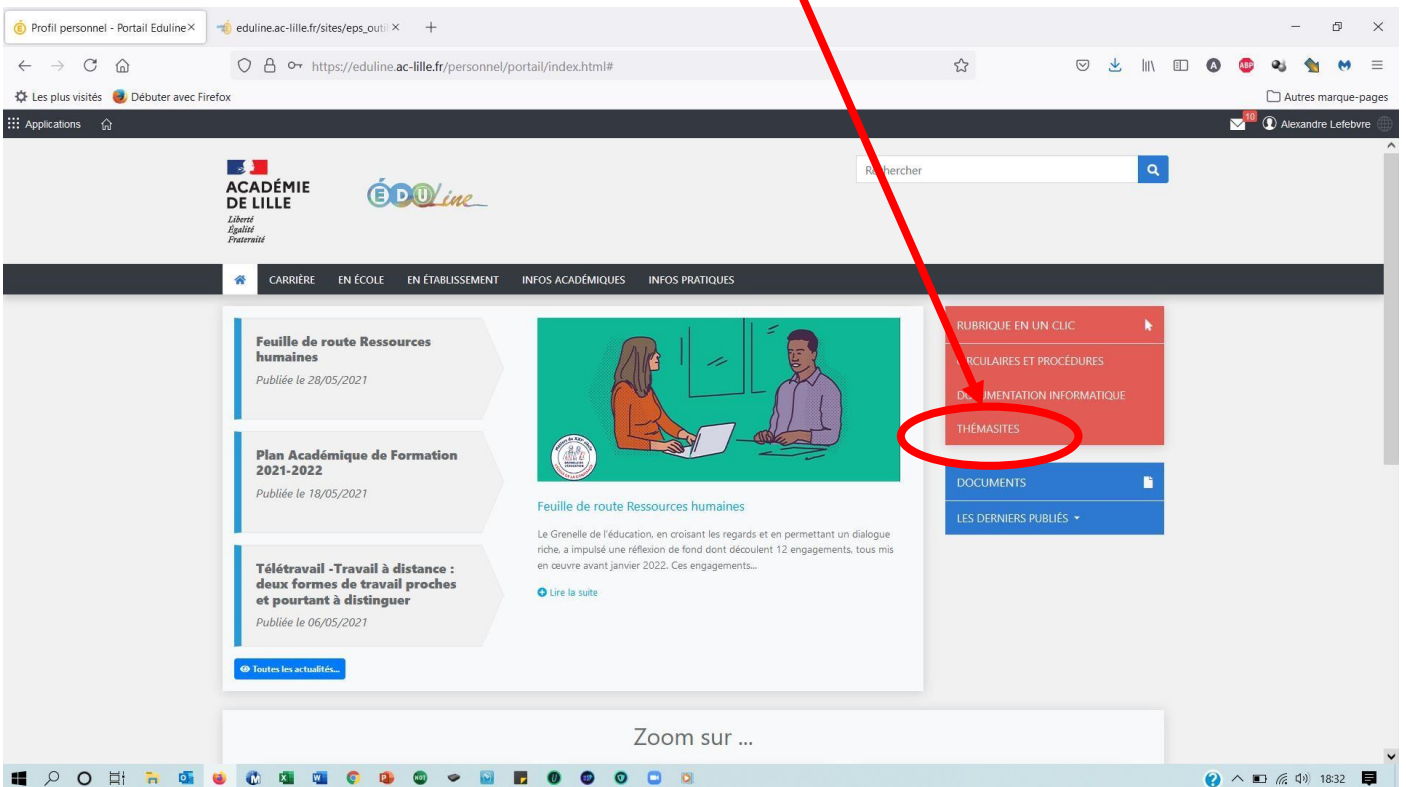 Profil personnel - Portail Eduline
eduline.ac-lille.fr/sites/eps_outil
https://eduline.ac-lille.fr/personnel/portail/index.html#
ABP
Les plus visités
Débuter avec Firefox
Autres marque-pages
Applications
10
Alexandre Lefebvre
ACADÉMIE
DE LILLE
Liberté
Égalité
Fraternité
ÉDULine
Rechercher
CARRIÈRE
EN ÉCOLE
EN ÉTABLISSEMENT
INFOS ACADÉMIQUES
INFOS PRATIQUES
Feuille de route Ressources
humaines
Publiée le 28/05/2021
Plan Académique de Formation
2021-2022
Publiée le 18/05/2021
Télétravail -Travail à distance :
deux formes de travail proches
et pourtant à distinguer
Publiée le 06/05/2021
Toutes les actualités...
Feuille de route Ressources humaines
Le Grenelle de l'éducation, en croisant les regards et en permettant un dialogue
riche, a impulsé une réflexion de fond dont découlent 12 engagements, tous mis
en œuvre avant janvier 2022. Ces engagements...
Lire la suite
RUBRIQUE EN UN CLIC
CIRCULAIRES ET PROCÉDURES
DOCUMENTATION INFORMATIQUE
THÉMASITES
DOCUMENTS
LES DERNIERS PUBLIÉS
Zoom sur ...
18:32